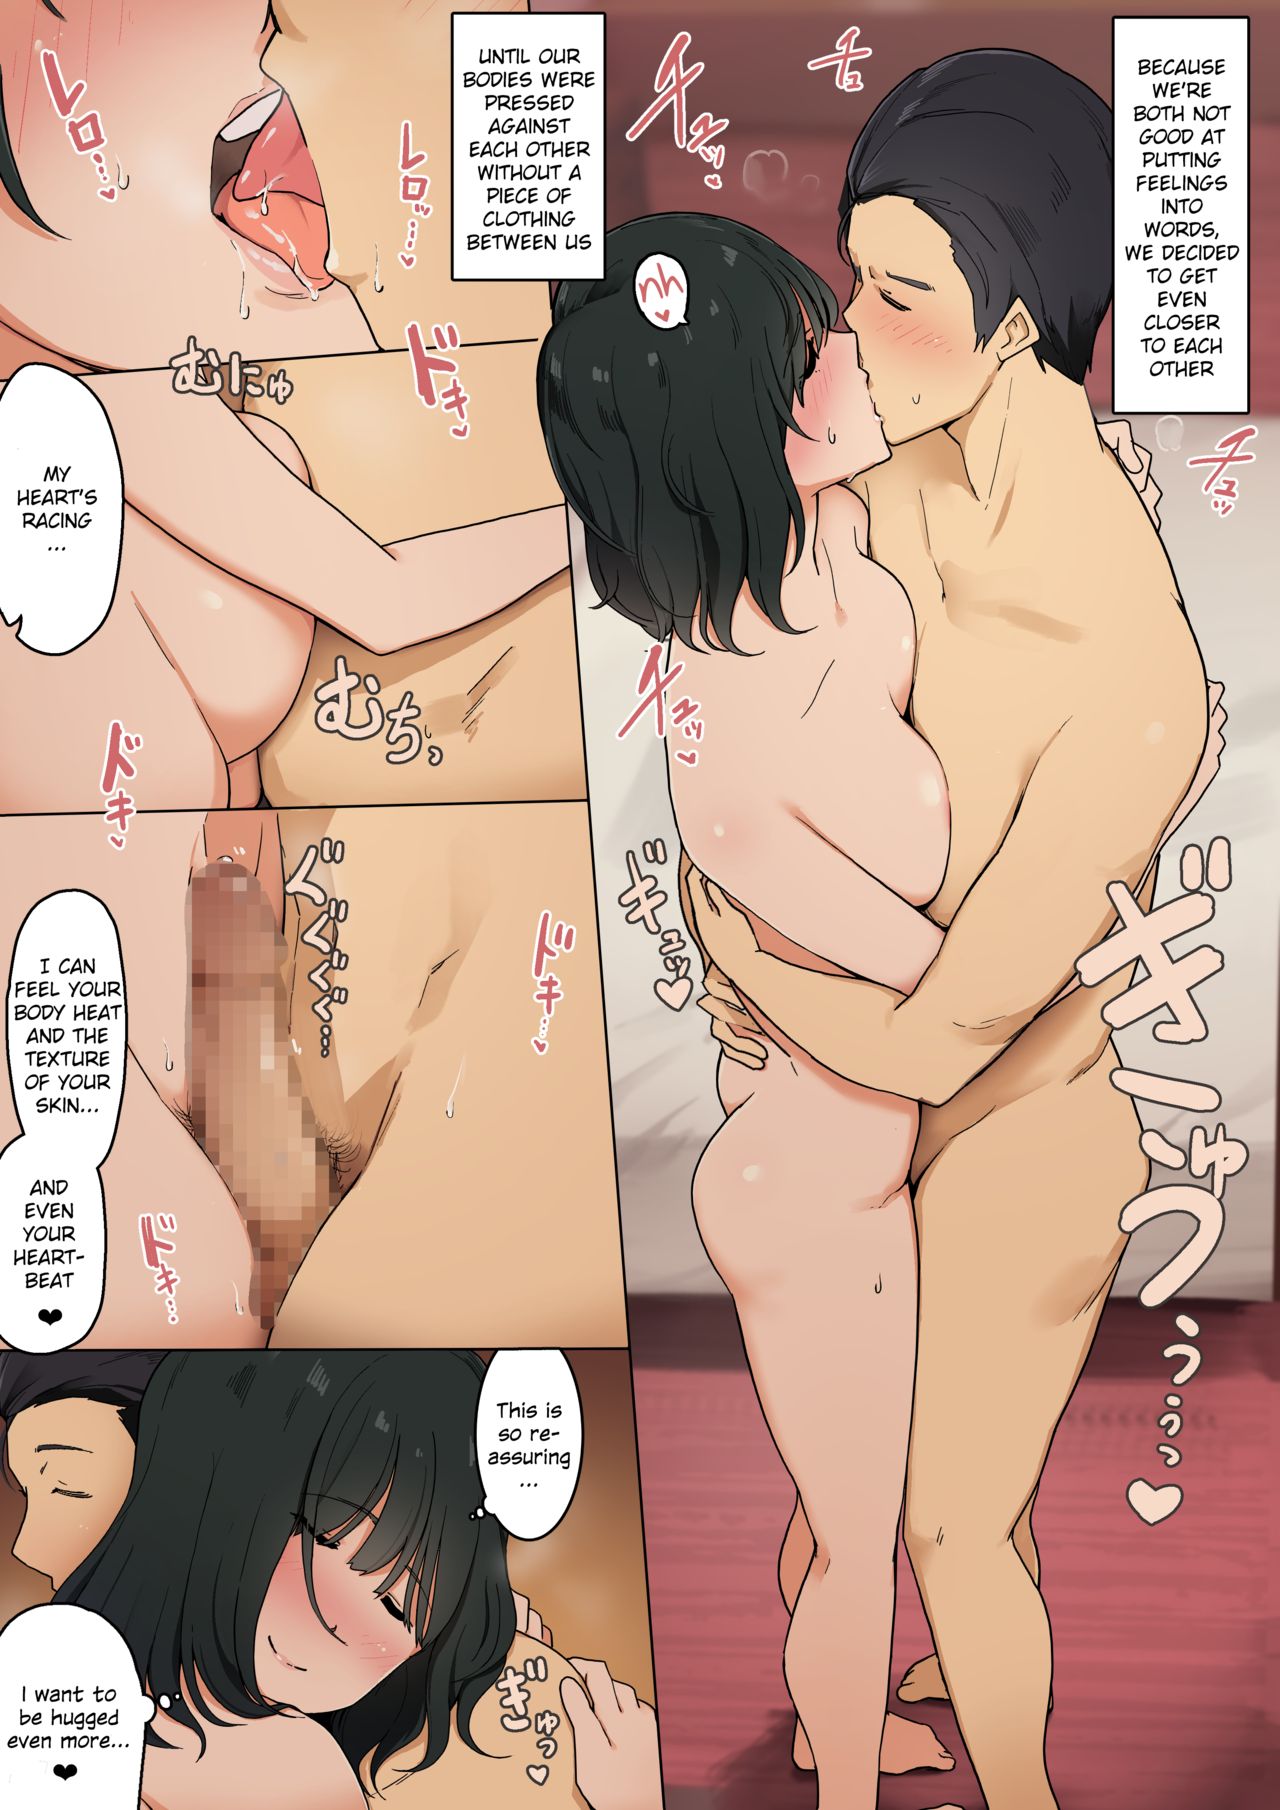 BECAUSE
WE'RE
BOTH NOT
GOOD AT
PUTTING
FEELINGS
INTO
WORDS,
WE DECIDED
TO GET
EVEN
CLOSER
TO EACH
OTHER
チュ
チュッ
nh
チュッ
チュッ
ギュッ
ぎーゅうぅぅぅっ
UNTIL OUR
BODIES WERE
PRESSED
AGAINST
EACH OTHER
WITHOUT A
PIECE OF
CLOTHING
BETWEEN US
レロッ…
レロ…
ドキ
むにゅ
MY
HEART'S
RACING
...
むちっ
ドキ
ぐぐぐぐ…
ドキ…
I CAN
FEEL YOUR
BODY HEAT
AND THE
TEXTURE
OF YOUR
SKIN...
AND
EVEN
YOUR
HEART-
BEAT
❤
ドキ…
This is
so re-
assuring
...
ぎゅっ
I want to
be hugged
even more...
❤